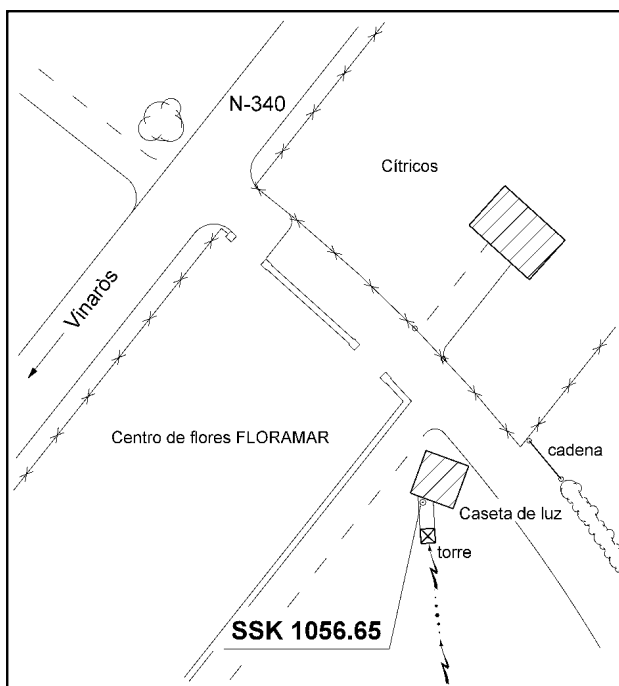 N-340
Cítricos
Vinaròs
Centro de flores FLORAMAR
cadena
Caseta de luz
torre
SSK 1056.65